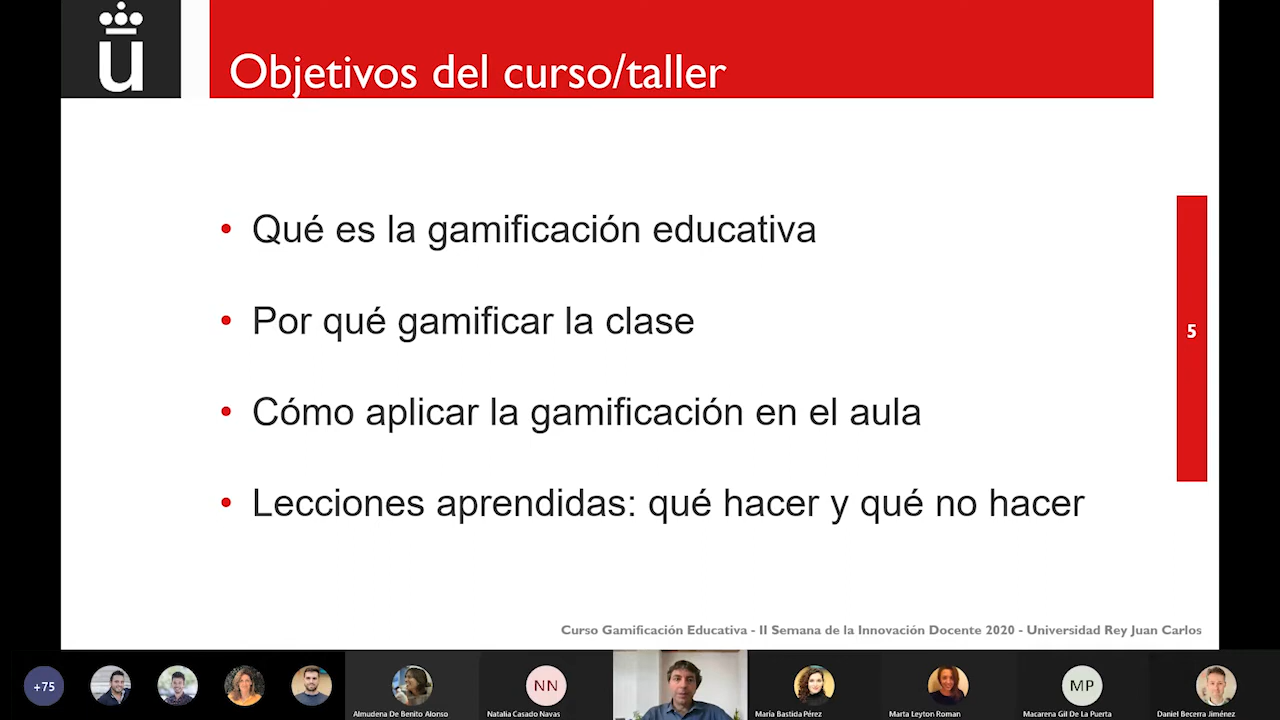 u
Objetivos del curso/taller
• Qué es la gamificación educativa
• Por qué gamificar la clase
• Cómo aplicar la gamificación en el aula
• Lecciones aprendidas: qué hacer y qué no hacer
5
Curso Gamificación Educativa - II Semana de la Innovación Docente 2020 - Universidad Rey Juan Carlos
+75
NN
MP
Almudena De Benito Alonso
Natalia Casado Navas
María Bastida Pérez
Marta Leyton Roman
Macarena Gil De La Puerta
Daniel Becerra Jiménez